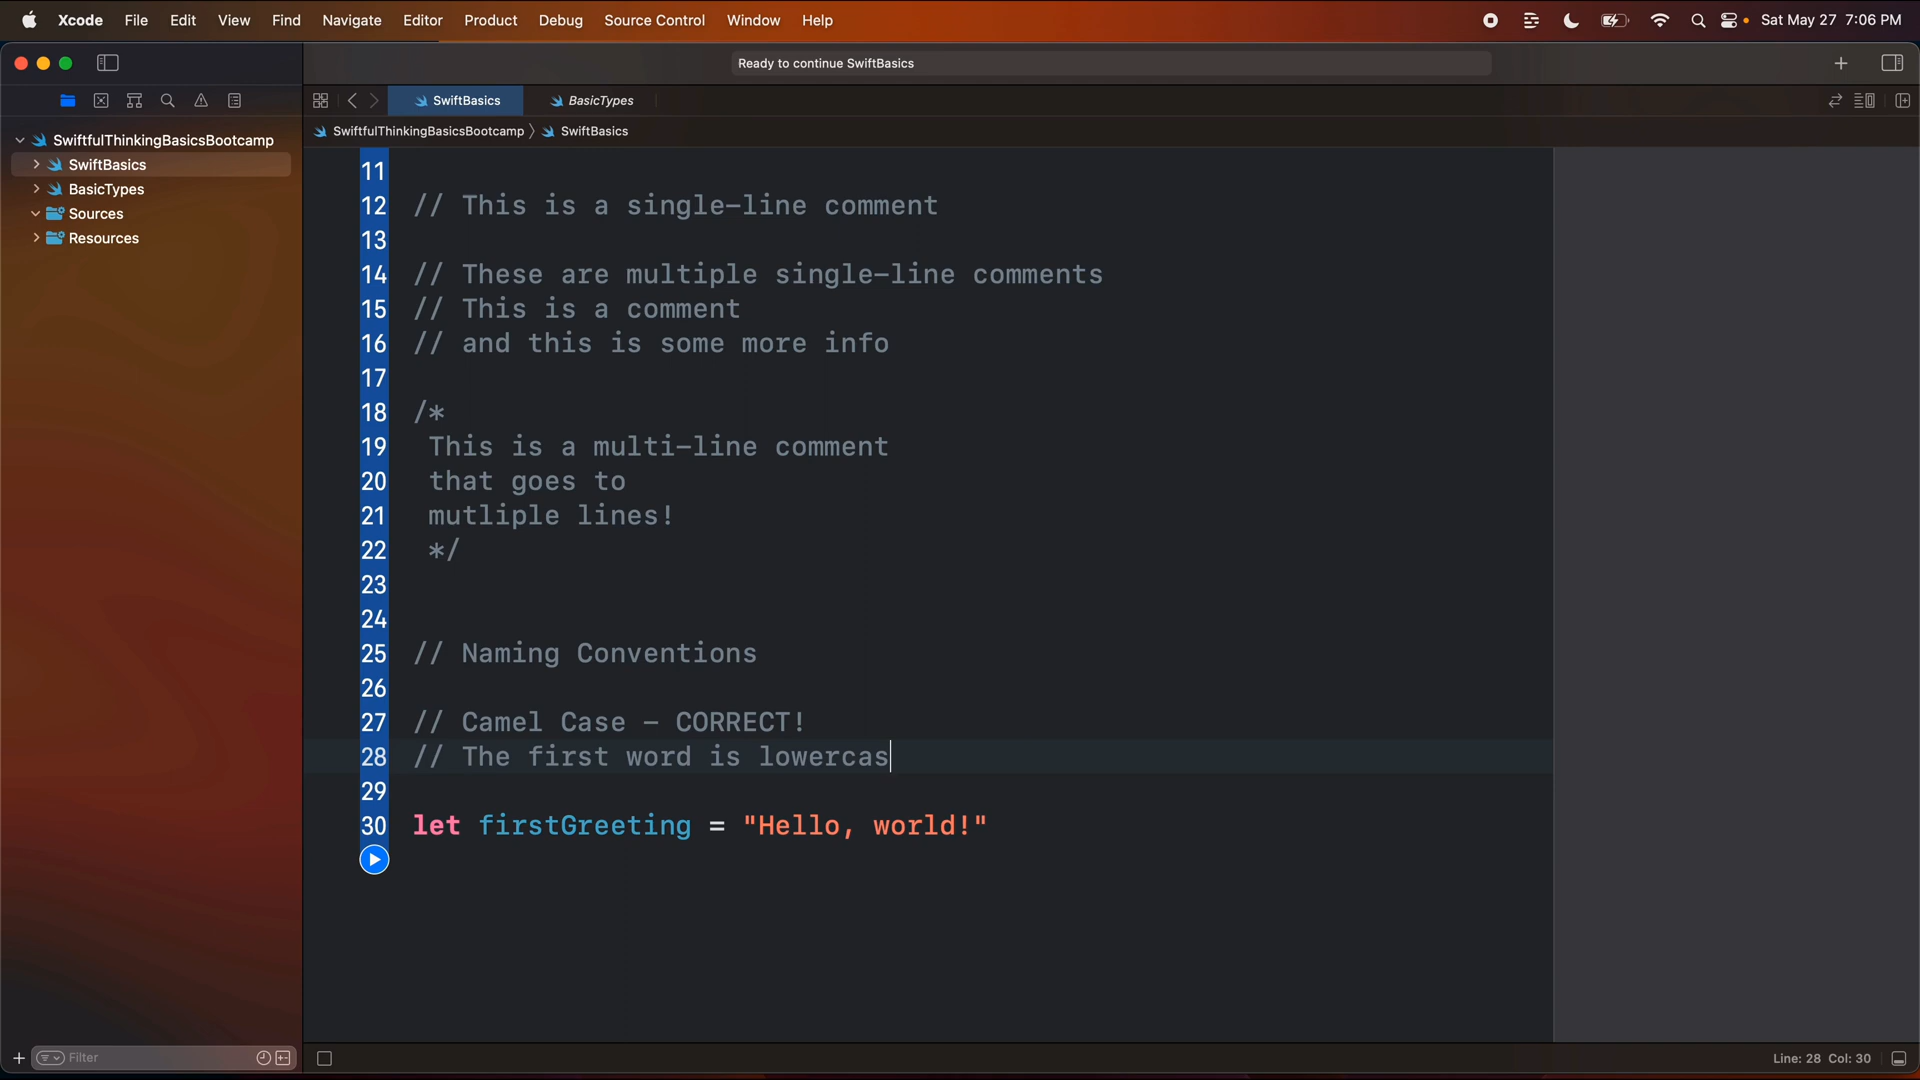 Xcode File Edit View Find Navigate Editor Product Debug Source Control Window Help Sat May 27 7:06 PM
Ready to continue SwiftBasics
SwiftBasics BasicTypes
SwiftfulThinkingBasicsBootcamp SwiftBasics
SwiftfulThinkingBasicsBootcamp
SwiftBasics
BasicTypes
Sources
Resources
11
12 // This is a single-line comment
13
14 // These are multiple single-line comments
15 // This is a comment
16 // and this is some more info
17
18 /*
19 This is a multi-line comment
20 that goes to
21 mutliple lines!
22 */
23
24
25 // Naming Conventions
26
27 // Camel Case - CORRECT!
28 // The first word is lowercas
29
30 let firstGreeting = "Hello, world!"
Filter
Line: 28 Col: 30